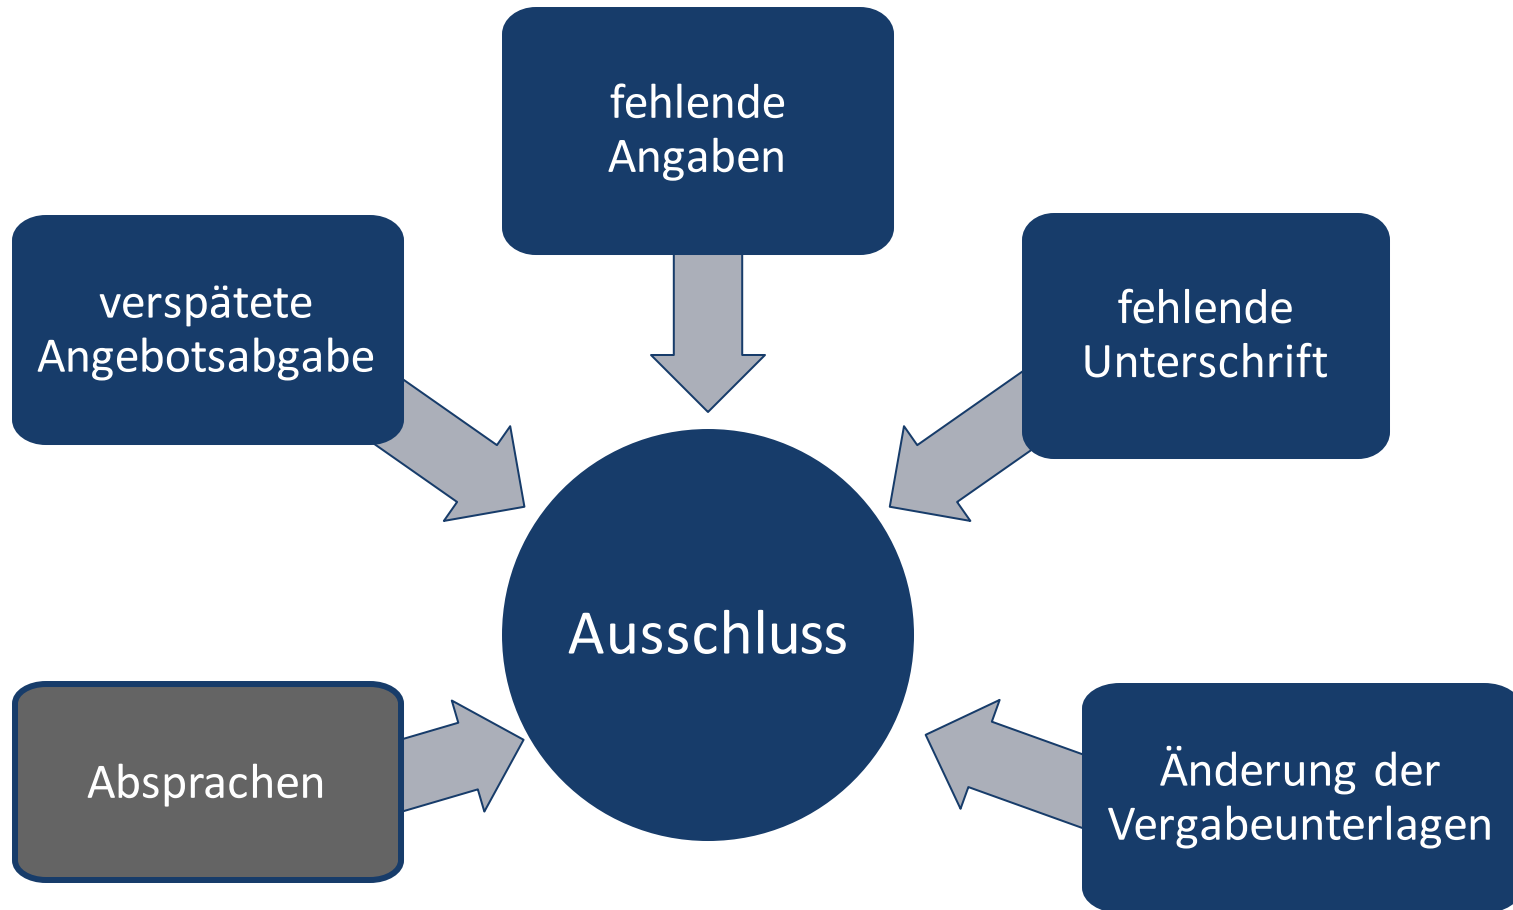 fehlende
Angaben
verspätete
Angebotsabgabe
fehlende
Unterschrift
Ausschluss
Absprachen
Änderung der
Vergabeunterlagen